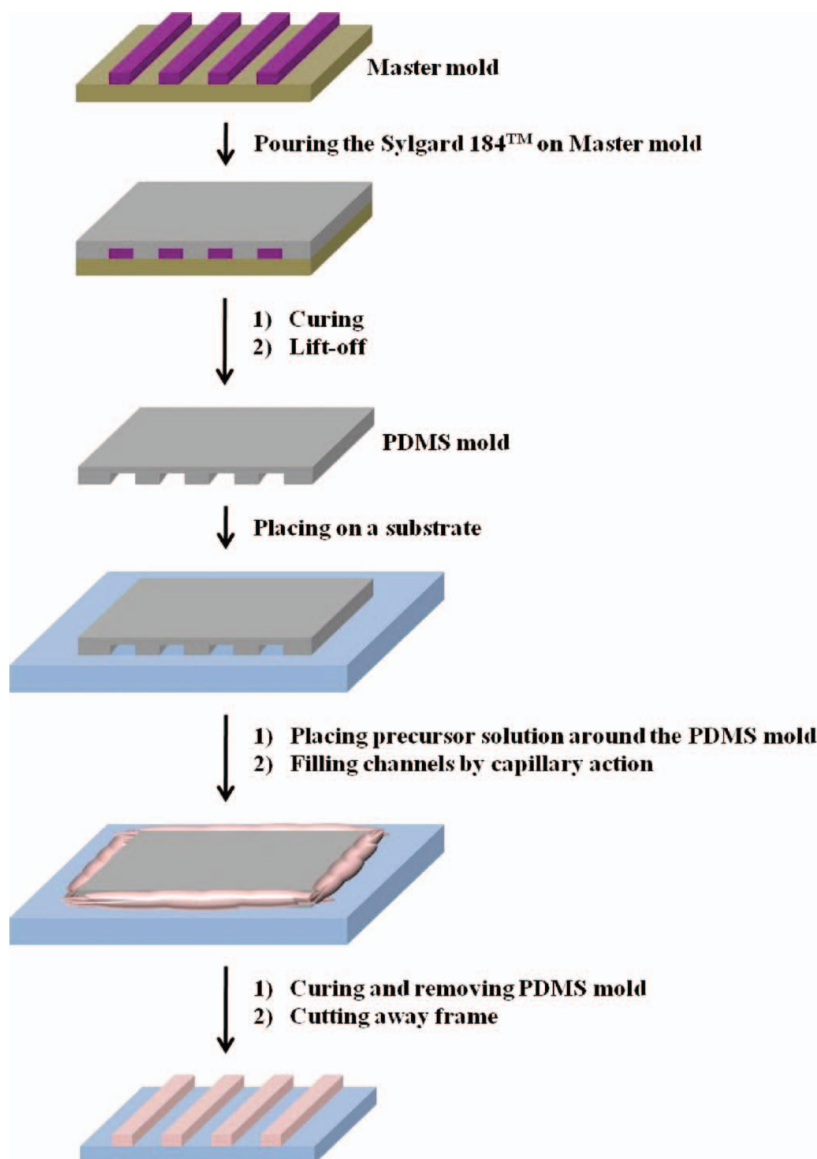 Master mold
Pouring the Sylgard 184™ on Master mold
1) Curing
2) Lift-off
PDMS mold
Placing on a substrate
1) Placing precursor solution around the PDMS mold
2) Filling channels by capillary action
1) Curing and removing PDMS mold
2) Cutting away frame